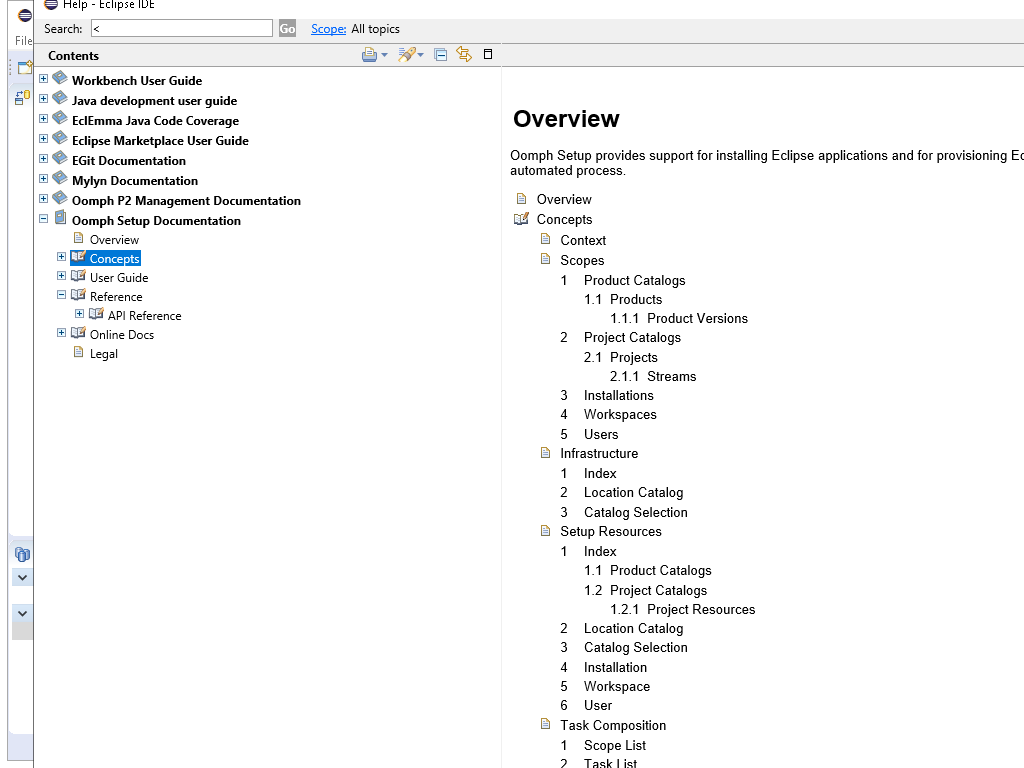 Help - Eclipse IDE
File
Search: < Go Scope: All topics
Contents
Workbench User Guide
Java development user guide
EclEmma Java Code Coverage
Eclipse Marketplace User Guide
EGit Documentation
Mylyn Documentation
Oomph P2 Management Documentation
Oomph Setup Documentation
Overview
Concepts
User Guide
Reference
API Reference
Online Docs
Legal
Overview
Oomph Setup provides support for installing Eclipse applications and for provisioning Ec
automated process.
Overview
Concepts
Context
Scopes
1 Product Catalogs
1.1 Products
1.1.1 Product Versions
2 Project Catalogs
2.1 Projects
2.1.1 Streams
3 Installations
4 Workspaces
5 Users
Infrastructure
1 Index
2 Location Catalog
3 Catalog Selection
Setup Resources
1 Index
1.1 Product Catalogs
1.2 Project Catalogs
1.2.1 Project Resources
2 Location Catalog
3 Catalog Selection
4 Installation
5 Workspace
6 User
Task Composition
1 Scope List
2 Task List